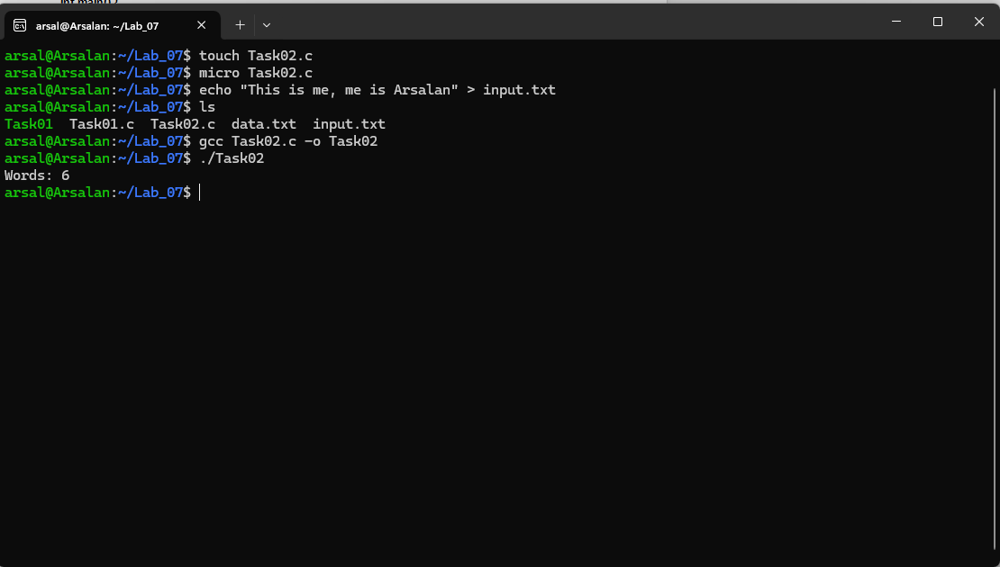 int main() {
arsal@Arsalan: ~/Lab_07
arsal@Arsalan:~/Lab_07$ touch Task02.c
arsal@Arsalan:~/Lab_07$ micro Task02.c
arsal@Arsalan:~/Lab_07$ echo "This is me, me is Arsalan" > input.txt
arsal@Arsalan:~/Lab_07$ ls
Task01  Task01.c  Task02.c  data.txt  input.txt
arsal@Arsalan:~/Lab_07$ gcc Task02.c -o Task02
arsal@Arsalan:~/Lab_07$ ./Task02
Words: 6
arsal@Arsalan:~/Lab_07$